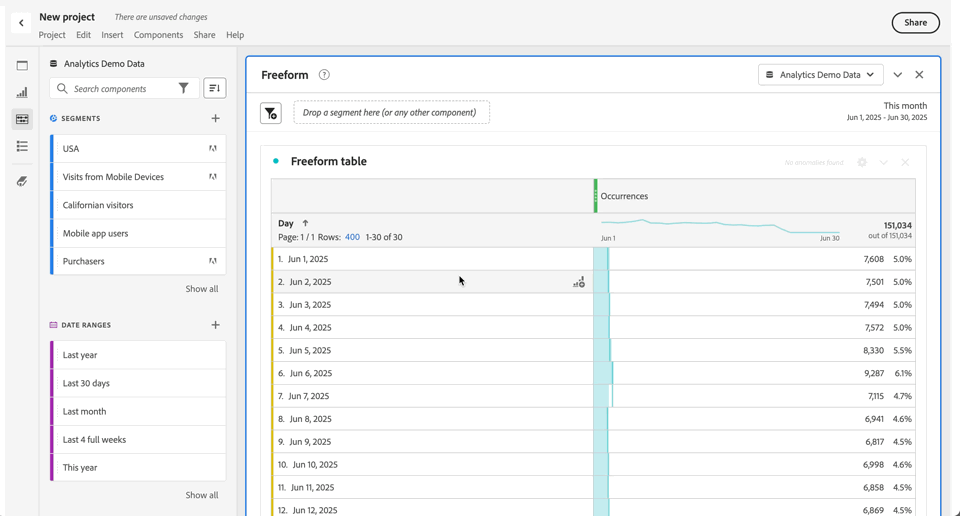 New project
There are unsaved changes
Project Edit Insert Components Share Help
Share
Analytics Demo Data
Search components
SEGMENTS
USA
Visits from Mobile Devices
Californian visitors
Mobile app users
Purchasers
Show all
DATE RANGES
Last year
Last 30 days
Last month
Last 4 full weeks
This year
Show all
Freeform
Analytics Demo Data
Drop a segment here (or any other component)
This month
Jun 1, 2025 - Jun 30, 2025
Freeform table
No anomalies found
Occurrences
Day
Page: 1 / 1 Rows: 400 1-30 of 30
Jun 1 Jun 30
151,034
out of 151,034
1. Jun 1, 2025 7,608 5.0%
2. Jun 2, 2025 7,501 5.0%
3. Jun 3, 2025 7,494 5.0%
4. Jun 4, 2025 7,572 5.0%
5. Jun 5, 2025 8,330 5.5%
6. Jun 6, 2025 9,287 6.1%
7. Jun 7, 2025 7,115 4.7%
8. Jun 8, 2025 6,941 4.6%
9. Jun 9, 2025 6,817 4.5%
10. Jun 10, 2025 6,998 4.6%
11. Jun 11, 2025 6,858 4.5%
12. Jun 12, 2025 6,869 4.5%